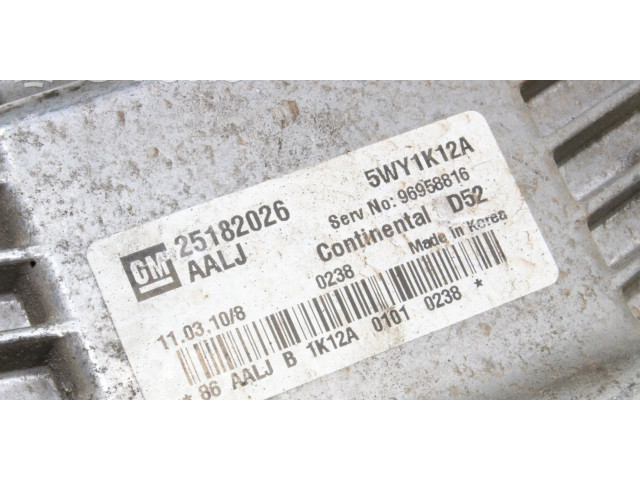 GM 25182026 5WY1K12A
AALJ Serv No: 96958816
Continental D52
0238 Made in Korea
11.03.10/8
* 86 AALJ B 1K12A 0101 0238 *